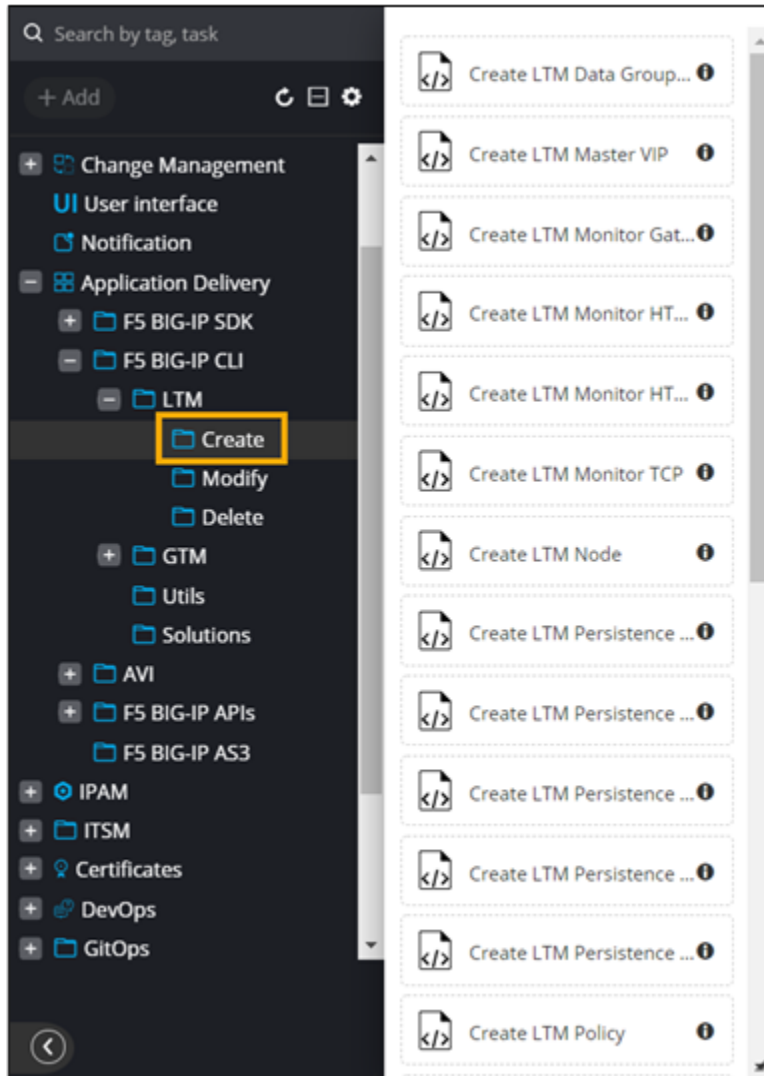 Search by tag, task
+ Add
Change Management
UI User interface
Notification
Application Delivery
F5 BIG-IP SDK
F5 BIG-IP CLI
LTM
Create
Modify
Delete
GTM
Utils
Solutions
AVI
F5 BIG-IP APIs
F5 BIG-IP AS3
IPAM
ITSM
Certificates
DevOps
GitOps
Create LTM Data Group...
Create LTM Master VIP
Create LTM Monitor Gat...
Create LTM Monitor HT...
Create LTM Monitor HT...
Create LTM Monitor TCP
Create LTM Node
Create LTM Persistence ...
Create LTM Persistence ...
Create LTM Persistence ...
Create LTM Persistence ...
Create LTM Persistence ...
Create LTM Policy